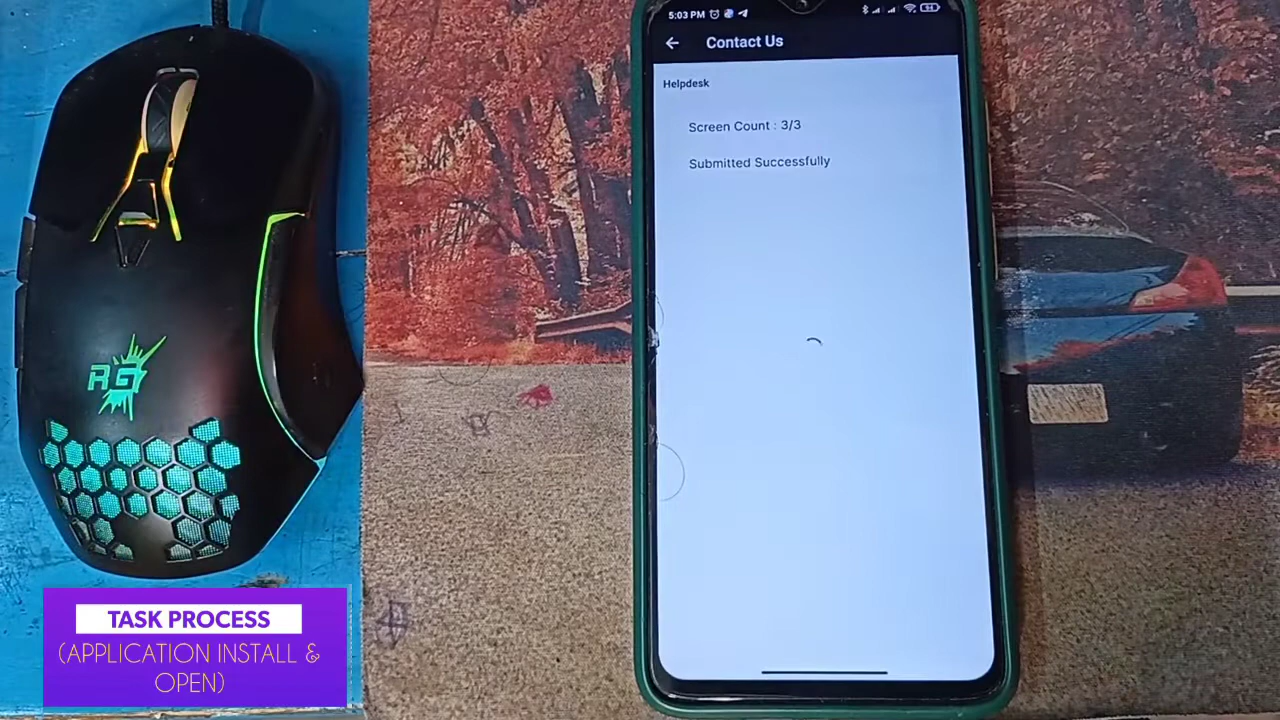 5:03 PM
Contact Us
Helpdesk
Screen Count : 3/3
Submitted Successfully
RG
TASK PROCESS
(APPLICATION INSTALL &
OPEN)